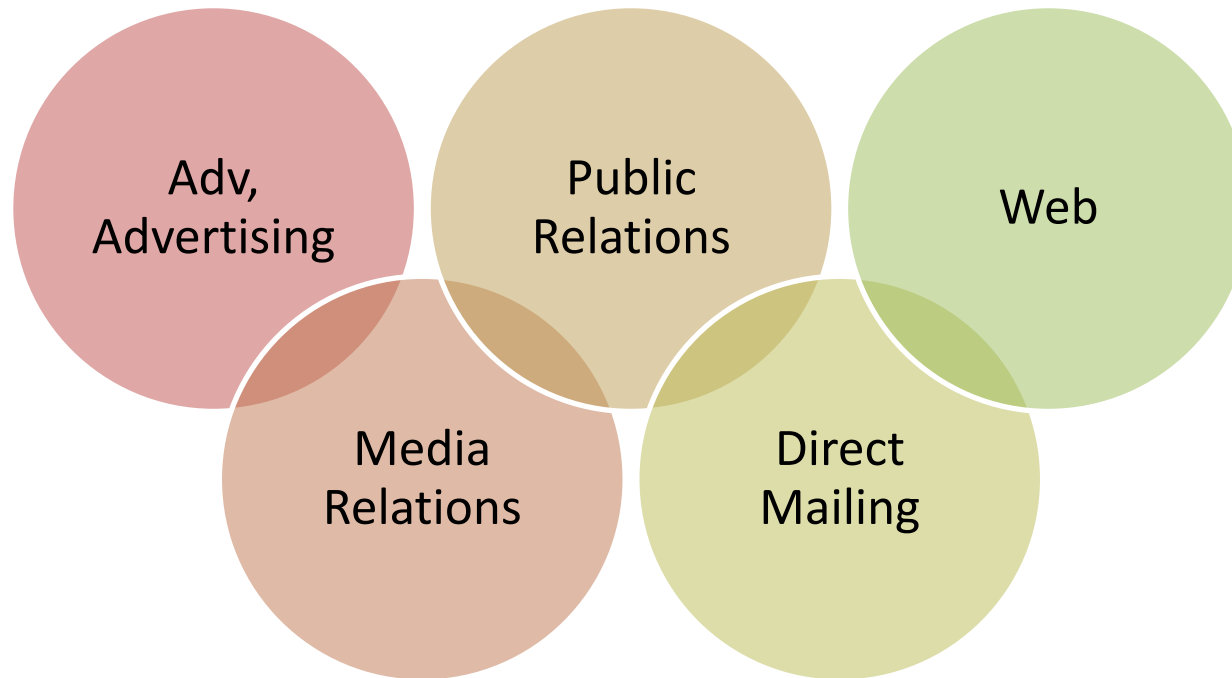 Adv,
Advertising
Public
Relations
Web
Media
Relations
Direct
Mailing